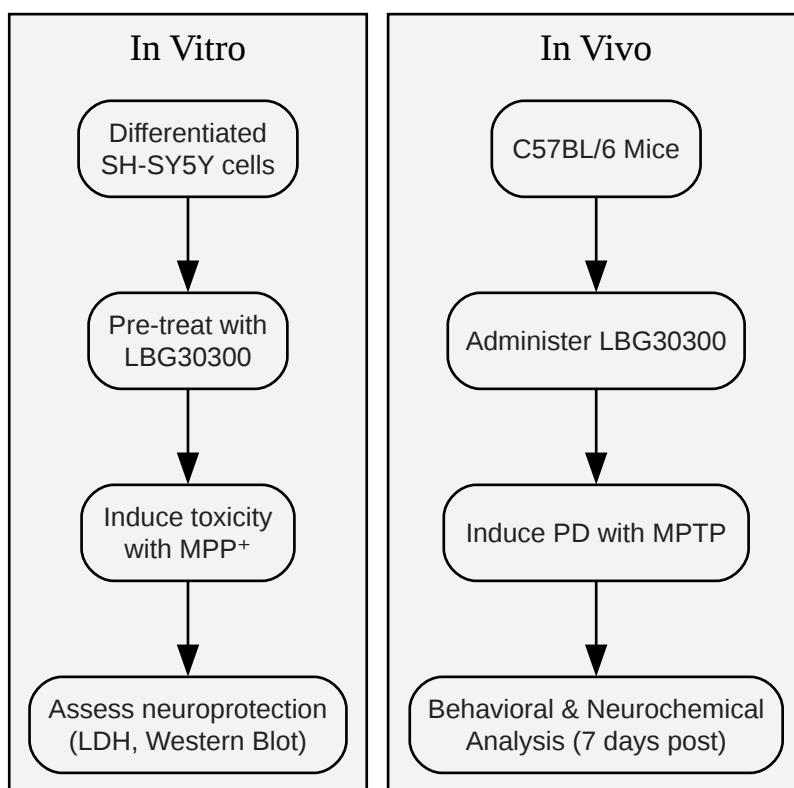 In Vitro
Differentiated
SH-SY5Y cells
Pre-treat with
LBG30300
Induce toxicity
with MPP⁺
Assess neuroprotection
(LDH, Western Blot)
In Vivo
C57BL/6 Mice
Administer LBG30300
Induce PD with MPTP
Behavioral & Neurochemical
Analysis (7 days post)